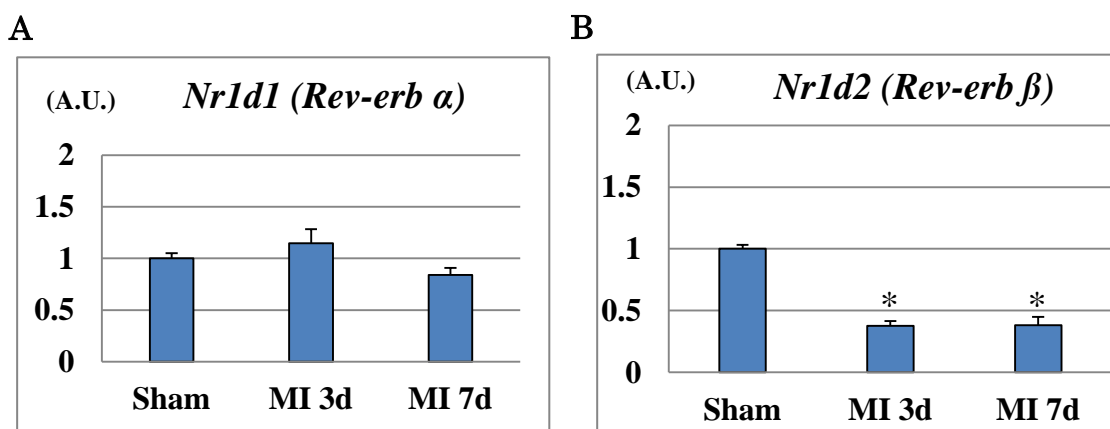 A
(A.U.) Nr1d1 (Rev-erb α)
2
1.5
1
0.5
0
Sham MI 3d MI 7d
B
(A.U.) Nr1d2 (Rev-erb β)
2
1.5
1
0.5
0
* *
Sham MI 3d MI 7d